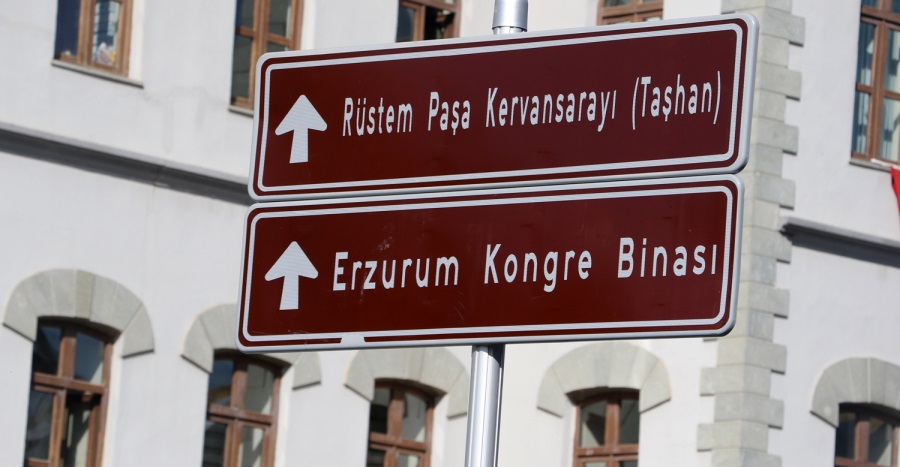 Rüstem Paşa Kervansarayı (Taşhan)
Erzurum Kongre Binası